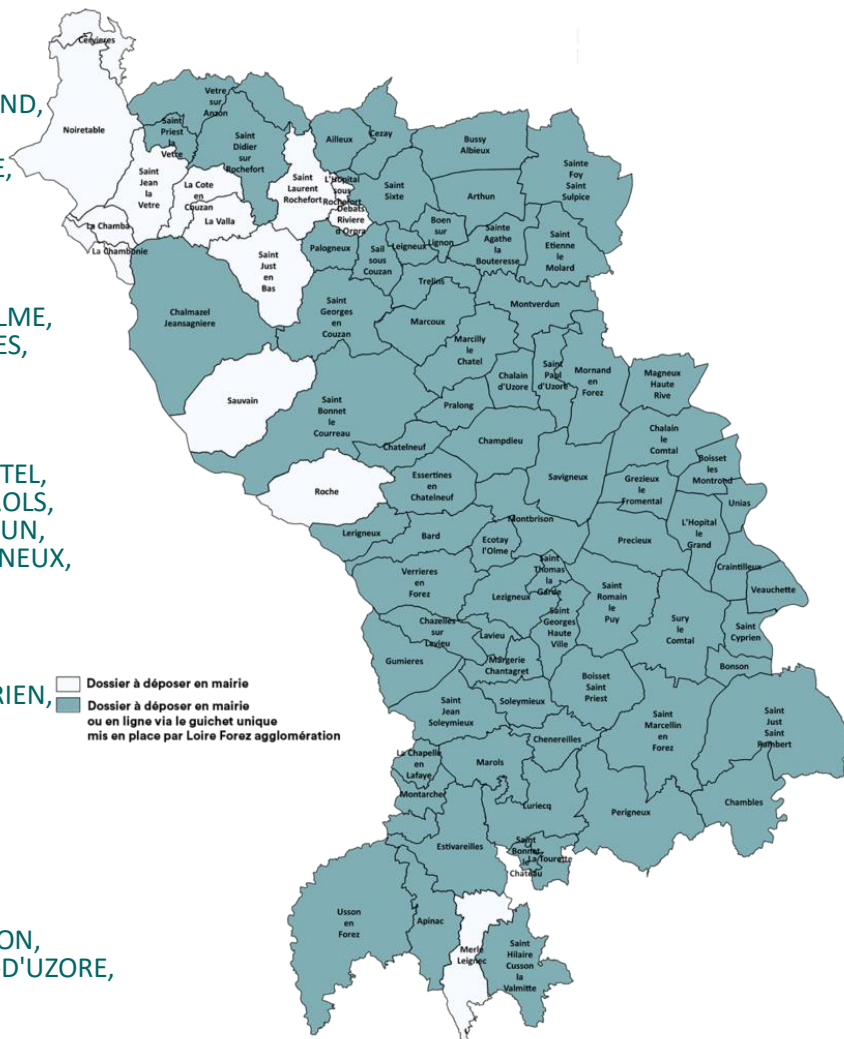 ND,
E,
LME,
ES,
TEL,
OLS,
UN,
NEUX,
RIEN,
ON,
D'UZORE,
Cervieres
Noiretable
Vetre
sur
Anzon
Saint
Priest
la
Vetre
Saint
Didier
sur
Rochefort
Ailleux
Cezay
Bussy
Albieux
Sainte
Foy
Saint
Sulpice
Saint
Jean
la
Vetre
La Cote
en
Couzan
La Valla
Saint
Laurent
Rochefort
L'Hopital
sous
Rochefort
Debats
Riviere
d'Orpra
Saint
Sixte
Arthun
La Chamba
La Chambonie
Saint
Just
en
Bas
Palogneux
Sail
sous
Couzan
Leigneux
Boen
sur
Lignon
Sainte
Agathe
la
Bouteresse
Saint
Etienne
le
Molard
Trelins
Chalmazel
Jeansagniere
Saint
Georges
en
Couzan
Marcoux
Montverdun
Marcilly
le
Chatel
Chalain
d'Uzore
Saint
Paul
d'Uzore
Mornand
en
Forez
Magneux
Haute
Rive
Sauvain
Saint
Bonnet
le
Courreau
Pralong
Chalain
le
Comtal
Chatelneuf
Champdieu
Boisset
les
Montrond
Roche
Essertines
en
Chatelneuf
Savigneux
Grezieux
le
Fromental
Unias
Lerigneux
Bard
Ecotay
l'Olme
Montbrison
Precieux
L'Hopital
le
Grand
Craintilleux
Verrieres
en
Forez
Lezigneux
Saint
Thomas
la
Garde
Saint
Romain
le
Puy
Veauchette
Chazelles
sur
Lavieu
Lavieu
Saint
Georges
Haute
Ville
Sury
le
Comtal
Saint
Cyprien
Gumieres
Margerie
Chantagret
Boisset
Saint
Priest
Bonson
Saint
Jean
Soleymieux
Soleymieux
Saint
Marcellin
en
Forez
Saint
Just
Saint
Rambert
Chenereilles
La Chapelle
en
Lafaye
Marols
Montarcher
Luriecq
Perigneux
Chambles
Estivareilles
Saint
Bonnet
le
Chateau
La Tourette
Usson
en
Forez
Apinac
Merle
Leignec
Saint
Hilaire
Cusson
la
Valmitte
Dossier à déposer en mairie
Dossier à déposer en mairie
ou en ligne via le guichet unique
mis en place par Loire Forez agglomération